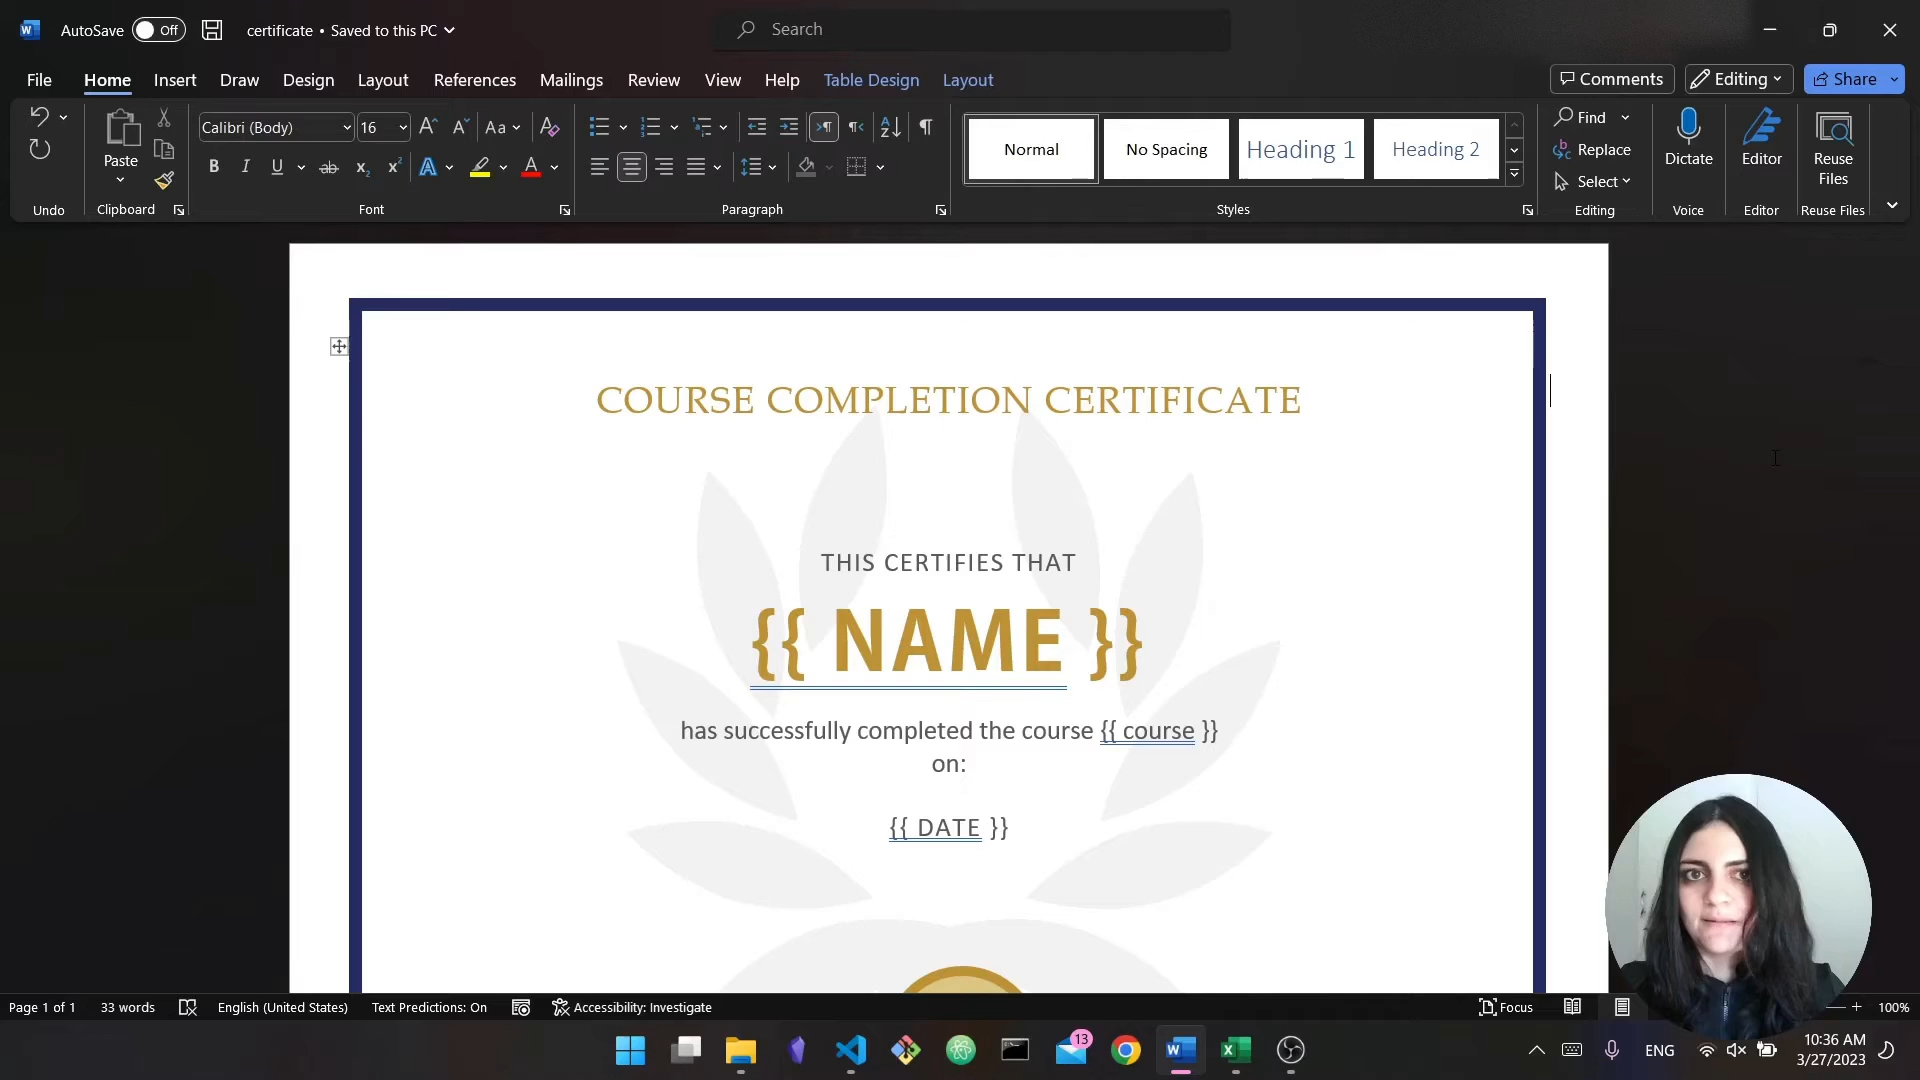 AutoSave Off certificate • Saved to this PC Search
File Home Insert Draw Design Layout References Mailings Review View Help Table Design Layout Comments Editing Share
Calibri (Body) 16 Aa Normal No Spacing Heading 1 Heading 2 Find
Paste Replace Dictate Editor Reuse
Files
Select
Undo Clipboard Font Paragraph Styles Editing Voice Editor Reuse Files
COURSE COMPLETION CERTIFICATE
THIS CERTIFIES THAT
{{ NAME }}
has successfully completed the course {{ course }}
on:
{{ DATE }}
Page 1 of 1 33 words English (United States) Text Predictions: On Accessibility: Investigate Focus 100%
13
ENG 10:36 AM
3/27/2023